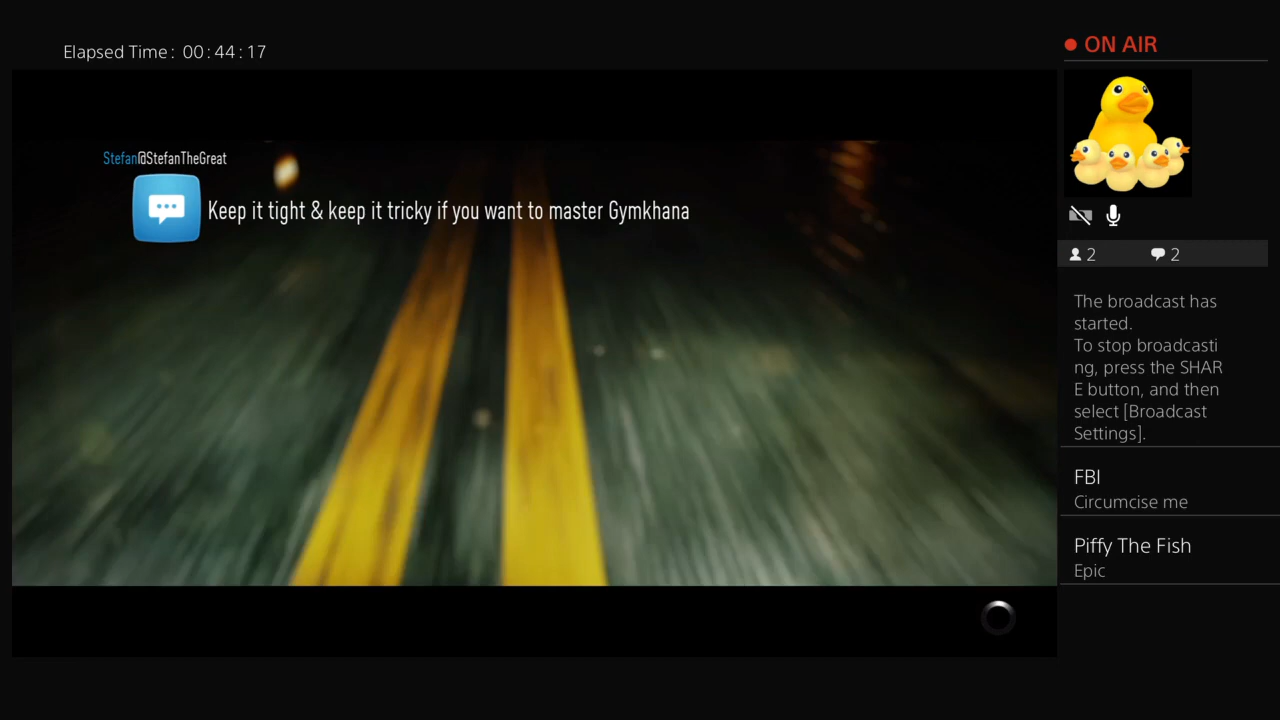 Elapsed Time: 00:44:17
ON AIR
Stefan@StefanTheGreat
Keep it tight & keep it tricky if you want to master Gymkhana
2 2
The broadcast has
started.
To stop broadcasti
ng, press the SHAR
E button, and then
select [Broadcast
Settings].
FBI
Circumcise me
Piffy The Fish
Epic